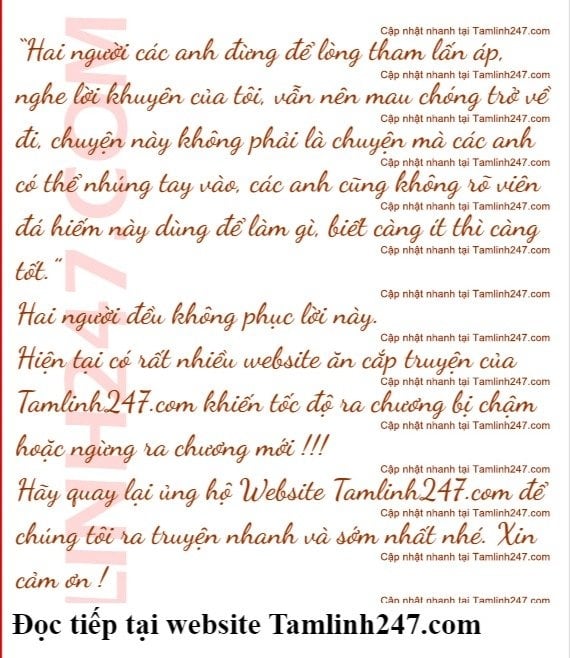 Cập nhật nhanh tại Tamlinh247.com
"Hai người các anh đừng để lòng tham lấn áp,
Cập nhật nhanh tại Tamlinh247.com
nghe lời khuyên của tôi, vẫn nên mau chóng trở về
Cập nhật nhanh tại Tamlinh247.com
đi, chuyện này không phải là chuyện mà các anh
Cập nhật nhanh tại Tamlinh247.com
có thể nhúng tay vào, các anh cũng không rõ viên
Cập nhật nhanh tại Tamlinh247.com
đá hiếm này dùng để làm gì, biết càng ít thì càng
Cập nhật nhanh tại Tamlinh247.com
tốt."
Cập nhật nhanh tại Tamlinh247.com
Hai người đều không phục lời này.
Cập nhật nhanh tại Tamlinh247.com
Hiện tại có rất nhiều website ăn cắp truyện của
Cập nhật nhanh tại Tamlinh247.com
Tamlinh247.com khiến tốc độ ra chương bị chậm
Cập nhật nhanh tại Tamlinh247.com
hoặc ngừng ra chương mới !!!
Cập nhật nhanh tại Tamlinh247.com
Hãy quay lại ủng hộ Website Tamlinh247.com để
Cập nhật nhanh tại Tamlinh247.com
chúng tôi ra truyện nhanh và sớm nhất nhé. Xin
Cập nhật nhanh tại Tamlinh247.com
cảm ơn !
Cập nhật nhanh tại Tamlinh247.com
LINH247.COM
Đọc tiếp tại website Tamlinh247.com